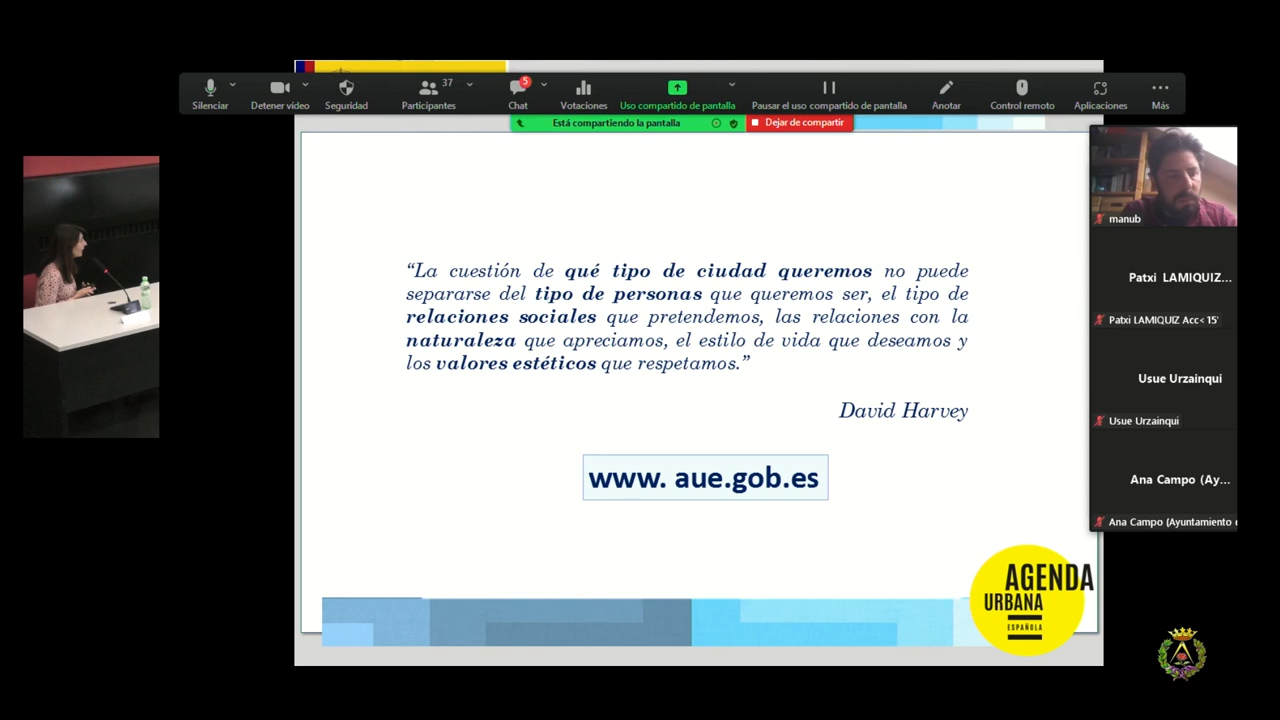 Silenciar
Detener vídeo
Seguridad
37
Participantes
5
Chat
Votaciones
Uso compartido de pantalla
Pausar el uso compartido de pantalla
Anotar
Control remoto
Aplicaciones
Más
Está compartiendo la pantalla
Dejar de compartir
“La cuestión de qué tipo de ciudad queremos no puede
separarse del tipo de personas que queremos ser, el tipo de
relaciones sociales que pretendemos, las relaciones con la
naturaleza que apreciamos, el estilo de vida que deseamos y
los valores estéticos que respetamos.”
David Harvey
www. aue.gob.es
AGENDA
URBANA
ESPAÑOLA
manub
Patxi LAMIQUIZ...
Patxi LAMIQUIZ Acc<15'
Usue Urzainqui
Usue Urzainqui
Ana Campo (Ay...
Ana Campo (Ayuntamiento